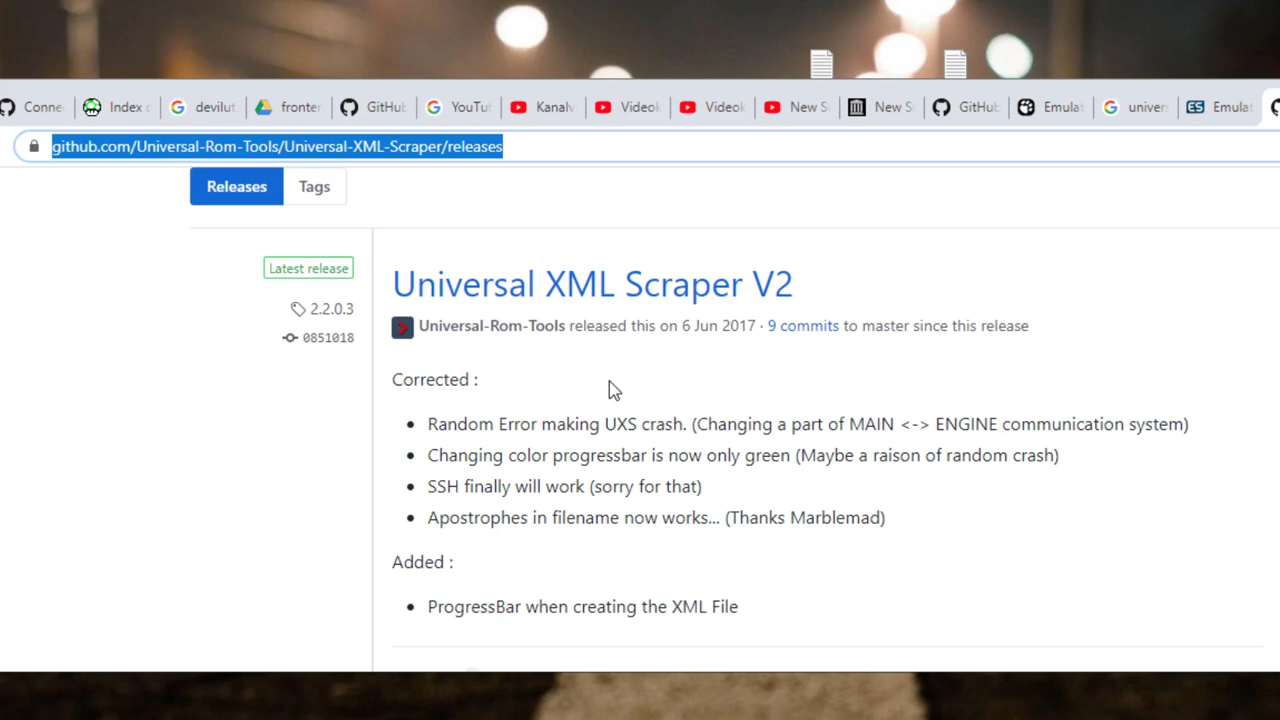 Conne
Index
devilut
fronter
GitHu
YouTu
Kanalv
Videok
Videok
New S
New S
GitHub
Emulat
univer
ES Emulat
github.com/Universal-Rom-Tools/Universal-XML-Scraper/releases
Releases
Tags
Latest release
2.2.0.3
0851018
Universal XML Scraper V2
Universal-Rom-Tools released this on 6 Jun 2017 · 9 commits to master since this release
Corrected :
Random Error making UXS crash. (Changing a part of MAIN <-> ENGINE communication system)
Changing color progressbar is now only green (Maybe a raison of random crash)
SSH finally will work (sorry for that)
Apostrophes in filename now works... (Thanks Marblemad)
Added :
ProgressBar when creating the XML File